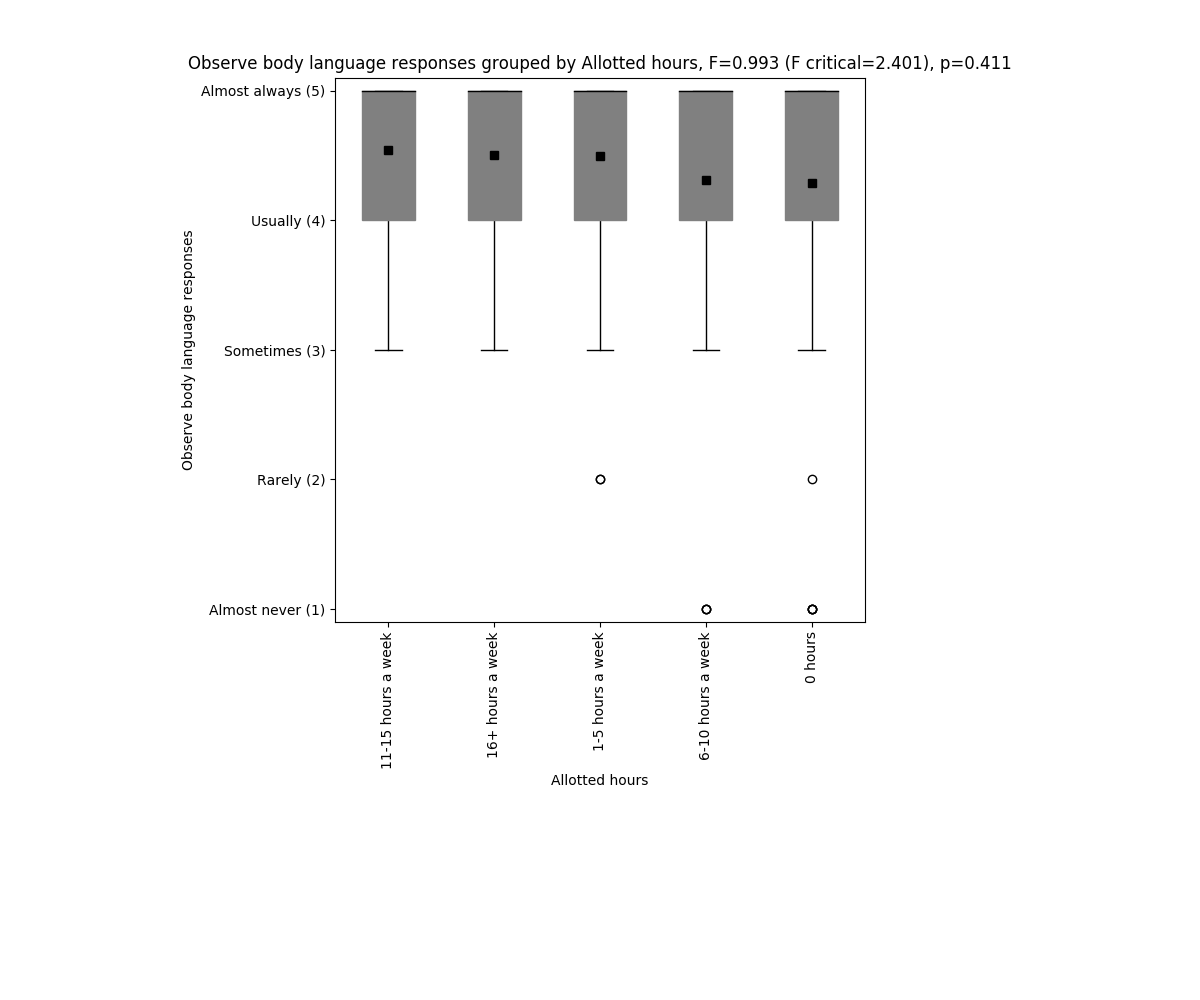 Observe body language responses grouped by Allotted hours, F=0.993 (F critical=2.401), p=0.411
Almost always (5)
Usually (4)
Sometimes (3)
Rarely (2)
Almost never (1)
Observe body language responses
11-15 hours a week
16+ hours a week
1-5 hours a week
6-10 hours a week
0 hours
Allotted hours